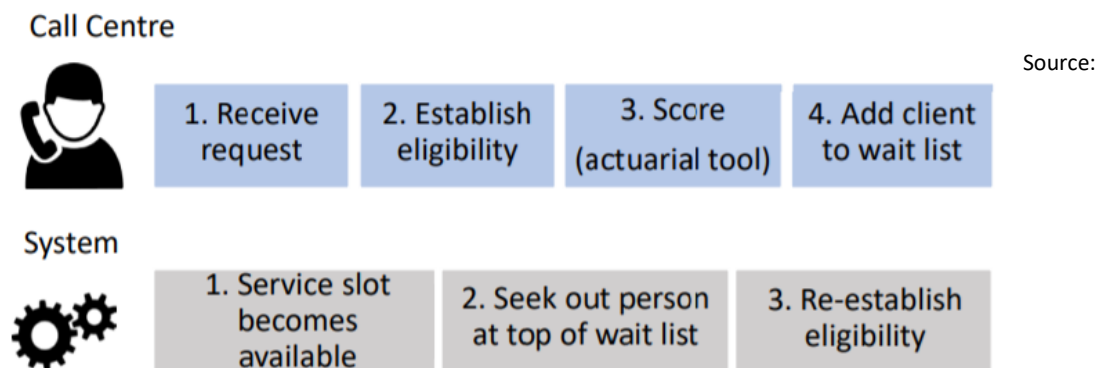 Call Centre
Source:
1. Receive
request
2. Establish
eligibility
3. Score
(actuarial tool)
4. Add client
to wait list
System
1. Service slot
becomes
available
2. Seek out person
at top of wait list
3. Re-establish
eligibility